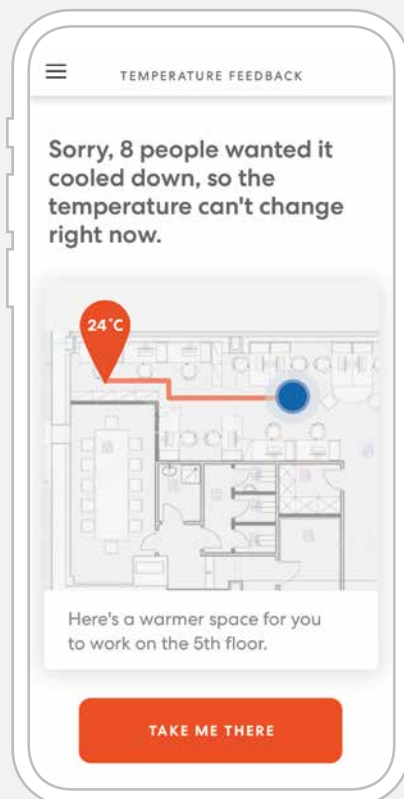 TEMPERATURE FEEDBACK
Sorry, 8 people wanted it
cooled down, so the
temperature can't change
right now.
24°C
Here's a warmer space for you
to work on the 5th floor.
TAKE ME THERE